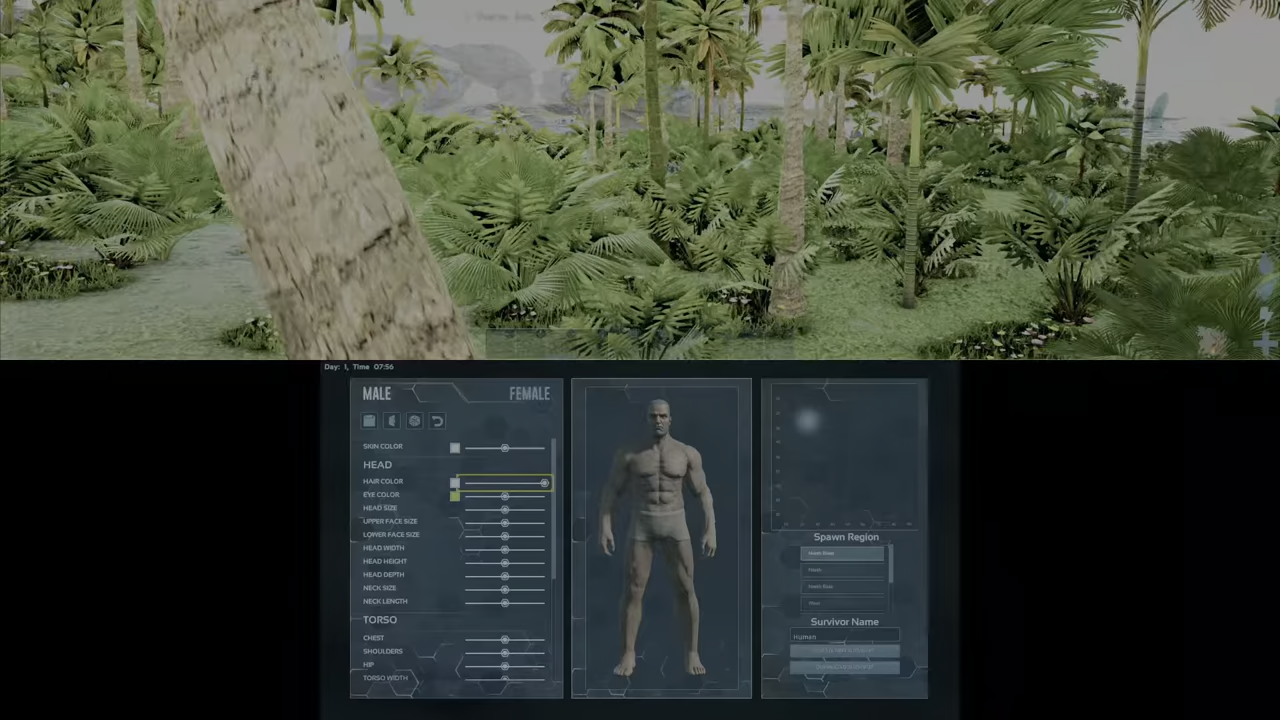 Day: 1, Time 07:56
MALE
FEMALE
SKIN COLOR
HEAD
HAIR COLOR
EYE COLOR
HEAD SIZE
UPPER FACE SIZE
LOWER FACE SIZE
HEAD WIDTH
HEAD HEIGHT
HEAD DEPTH
NECK SIZE
NECK LENGTH
TORSO
CHEST
SHOULDERS
HIP
TORSO WIDTH
Spawn Region
Survivor Name
Human